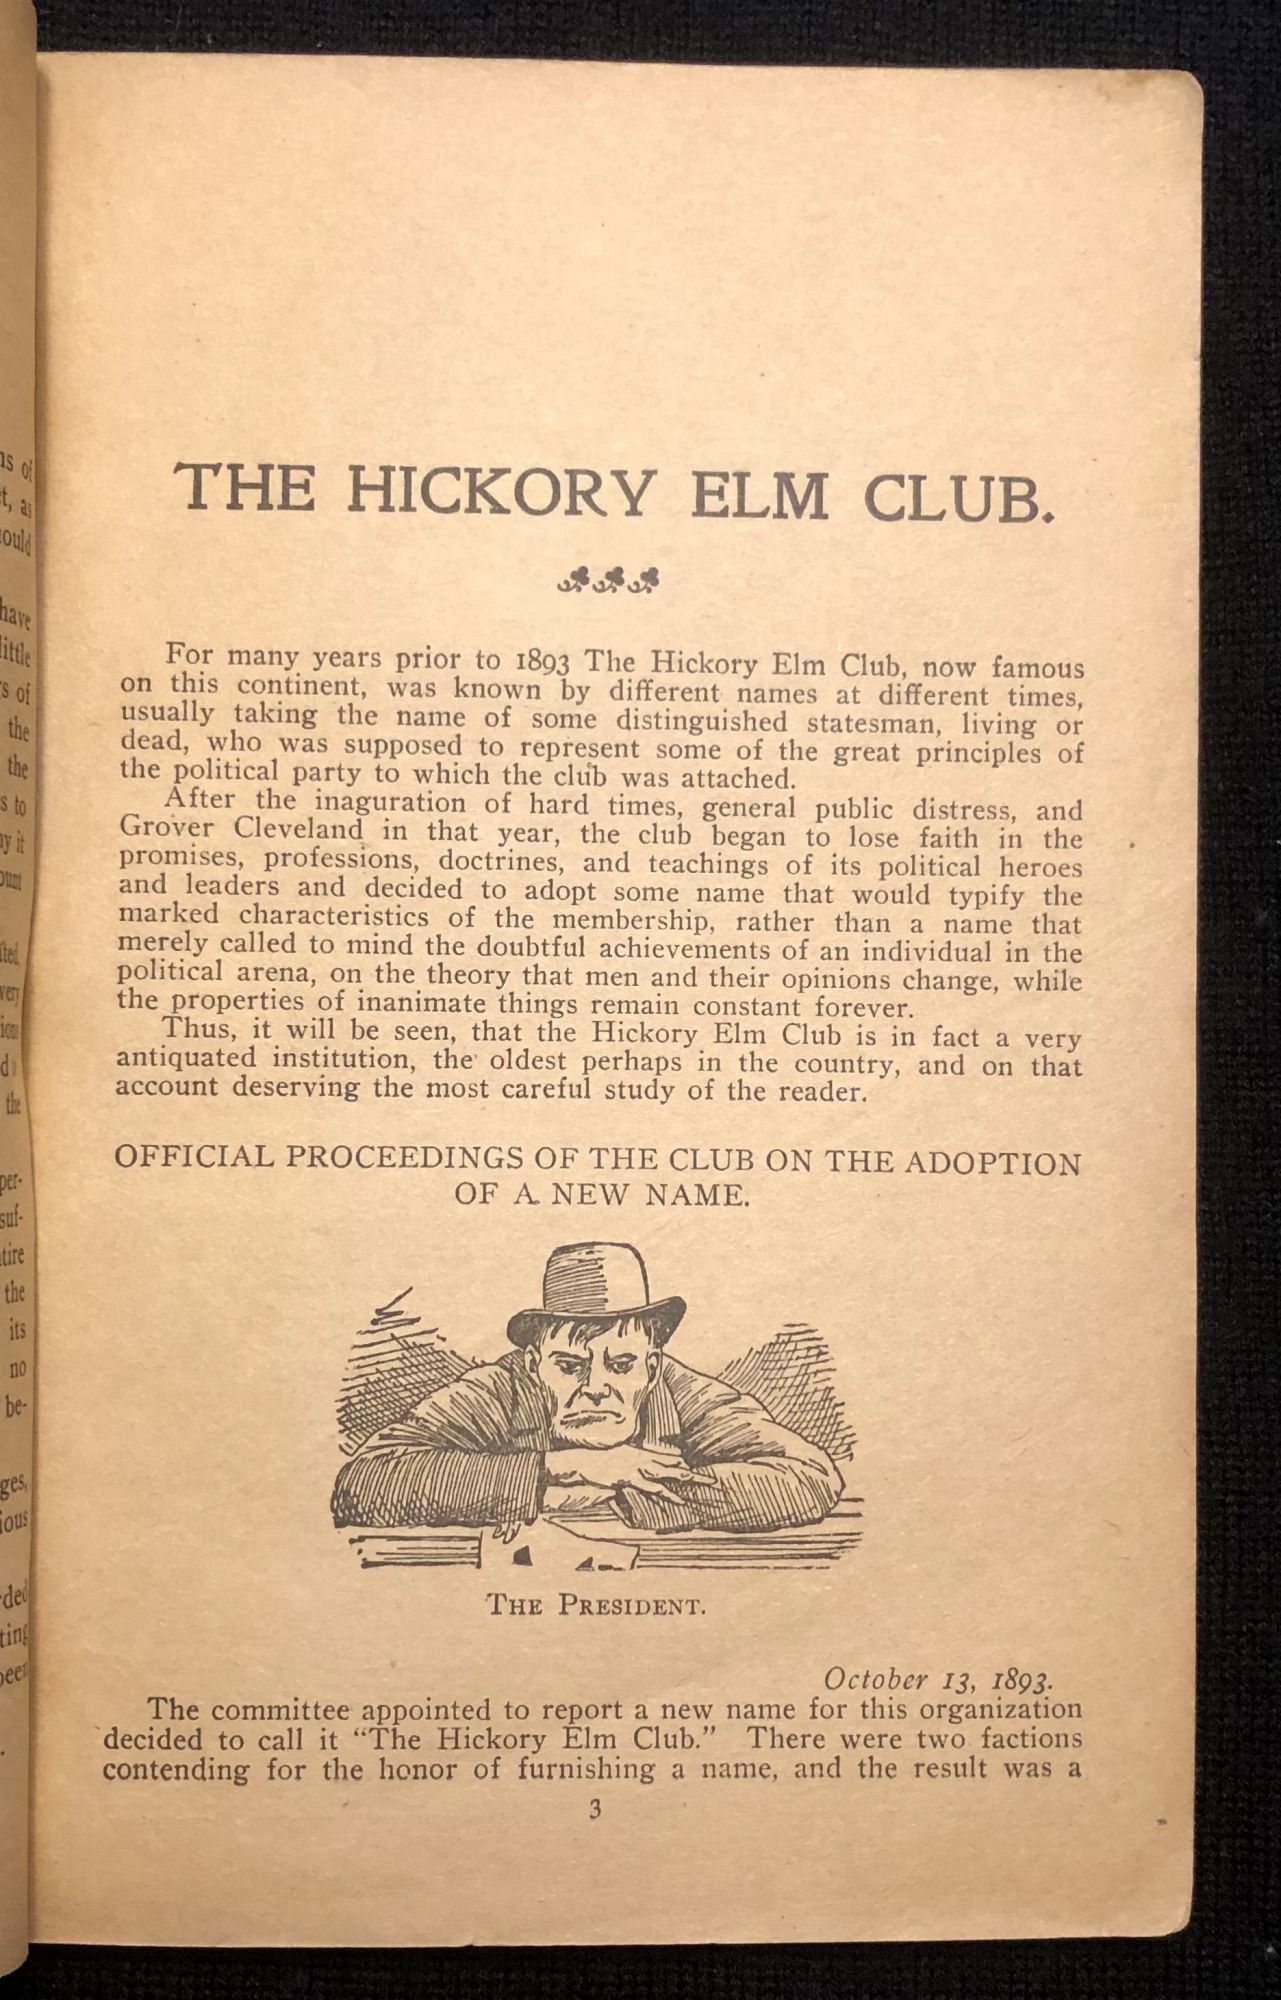 THE HICKORY ELM CLUB.
For many years prior to 1893 The Hickory Elm Club, now famous
on this continent, was known by different names at different times,
usually taking the name of some distinguished statesman, living or
dead, who was supposed to represent some of the great principles of
the political party to which the club was attached.
After the inaguration of hard times, general public distress, and
Grover Cleveland in that year, the club began to lose faith in the
promises, professions, doctrines, and teachings of its political heroes
and leaders and decided to adopt some name that would typify the
marked characteristics of the membership, rather than a name that
merely called to mind the doubtful achievements of an individual in the
political arena, on the theory that men and their opinions change, while
the properties of inanimate things remain constant forever.
Thus, it will be seen, that the Hickory Elm Club is in fact a very
antiquated institution, the oldest perhaps in the country, and on that
account deserving the most careful study of the reader.
OFFICIAL PROCEEDINGS OF THE CLUB ON THE ADOPTION
OF A NEW NAME.
THE PRESIDENT.
October 13, 1893.
The committee appointed to report a new name for this organization
decided to call it “The Hickory Elm Club.” There were two factions
contending for the honor of furnishing a name, and the result was a
3